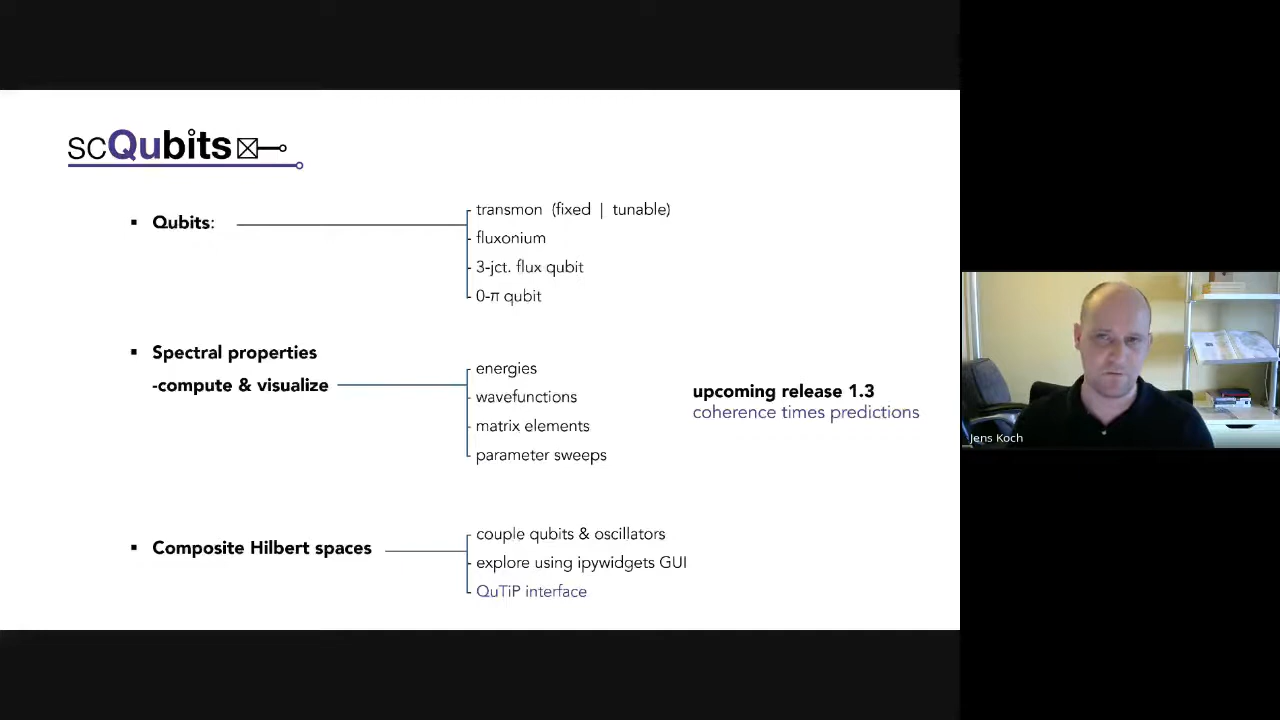 scQubits
▪ Qubits:
transmon (fixed | tunable)
fluxonium
3-jct. flux qubit
0-π qubit
▪ Spectral properties
-compute & visualize
energies
wavefunctions
matrix elements
parameter sweeps
upcoming release 1.3
coherence times predictions
▪ Composite Hilbert spaces
couple qubits & oscillators
explore using ipywidgets GUI
QuTiP interface
Jens Koch